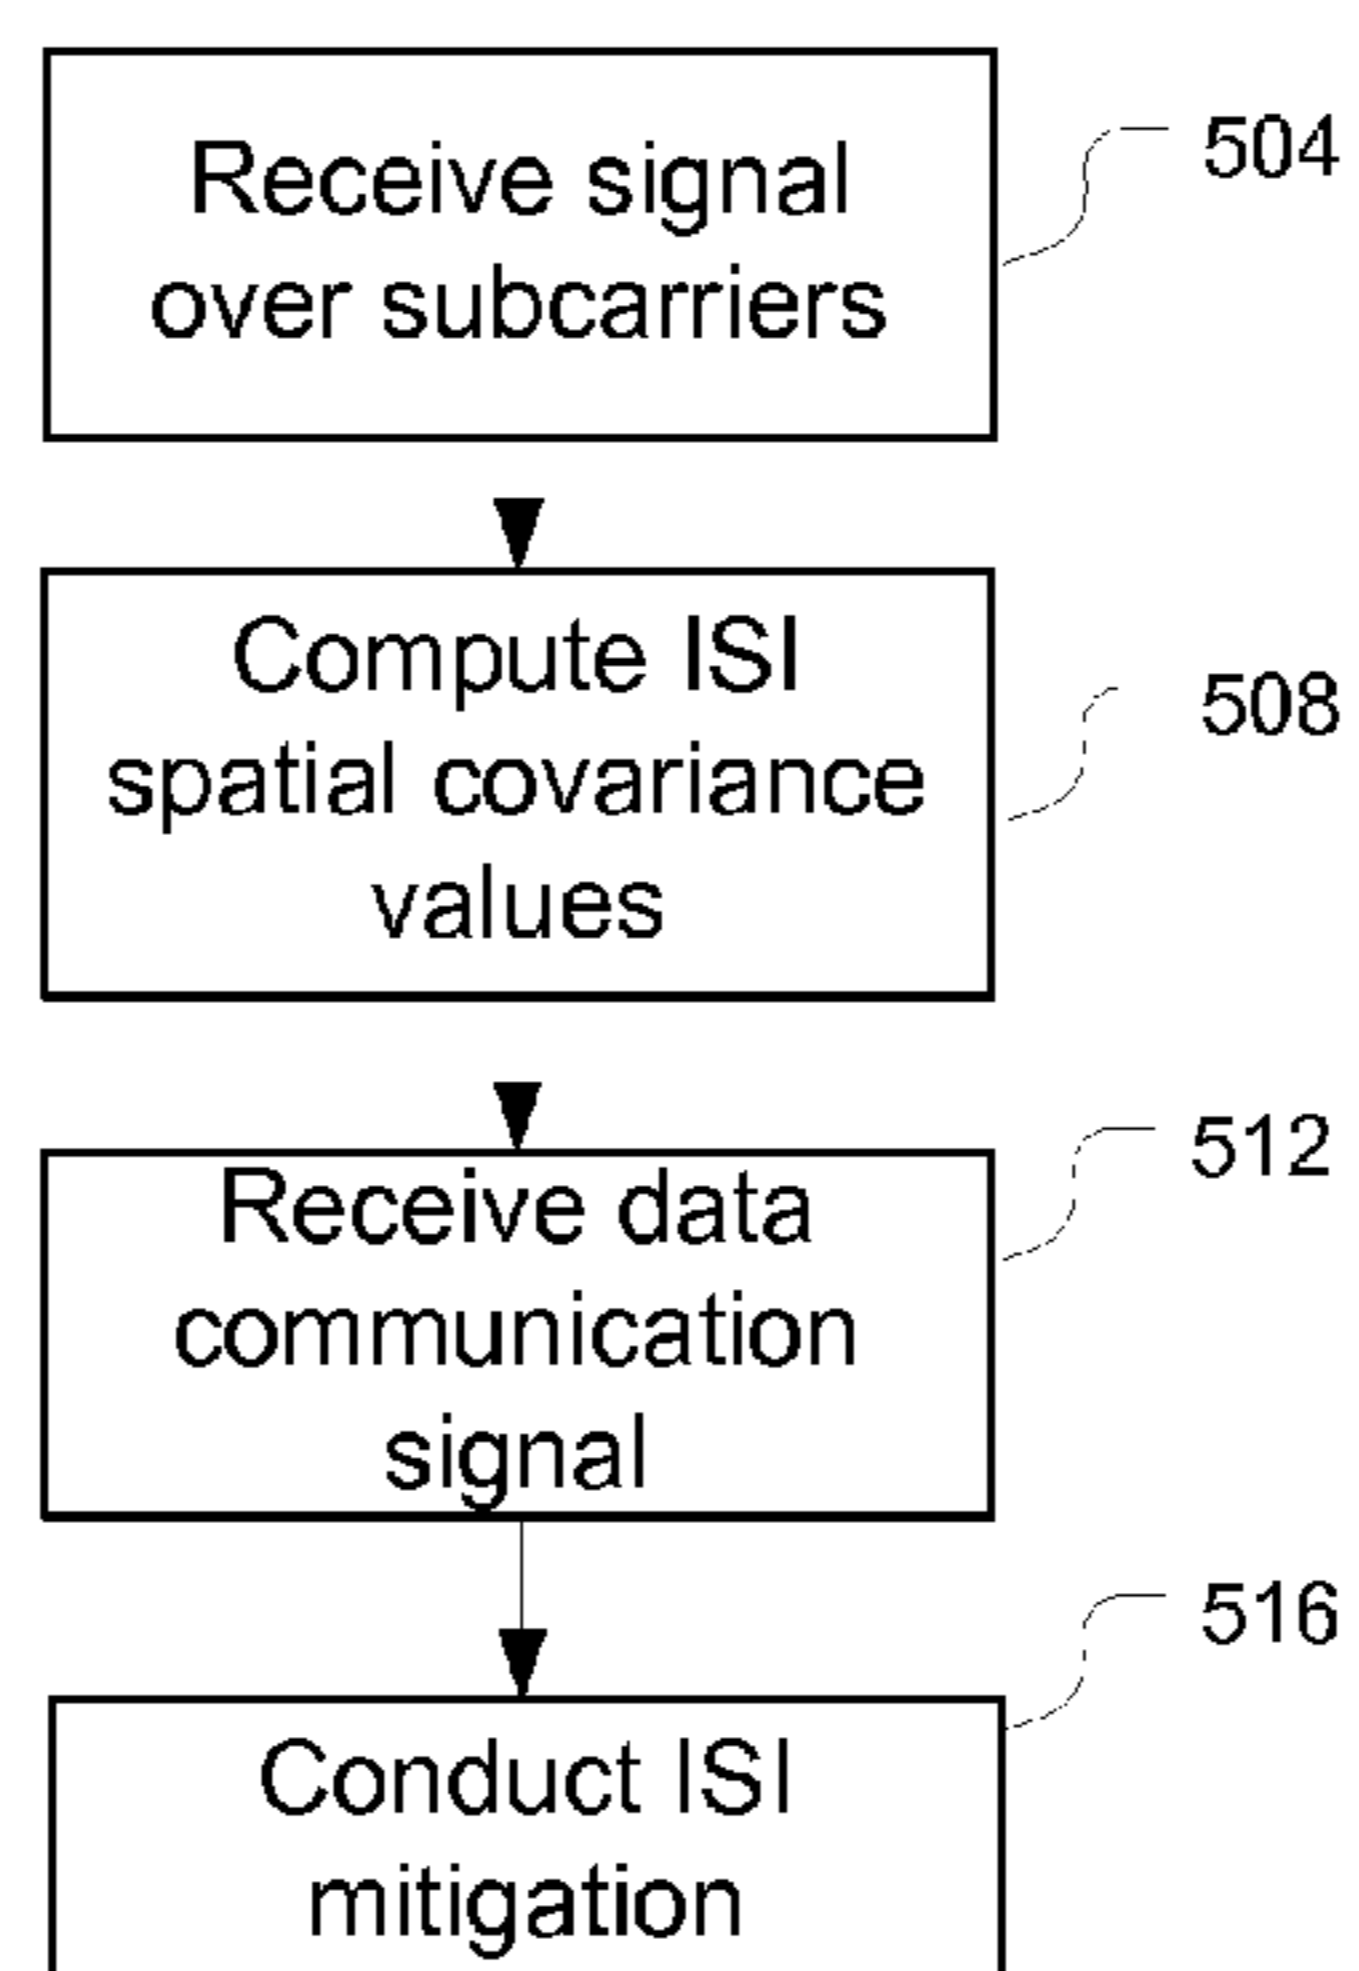 Receive signal
over subcarriers
504
Compute ISI
spatial covariance
values
508
Receive data
communication
signal
512
Conduct ISI
mitigation
516